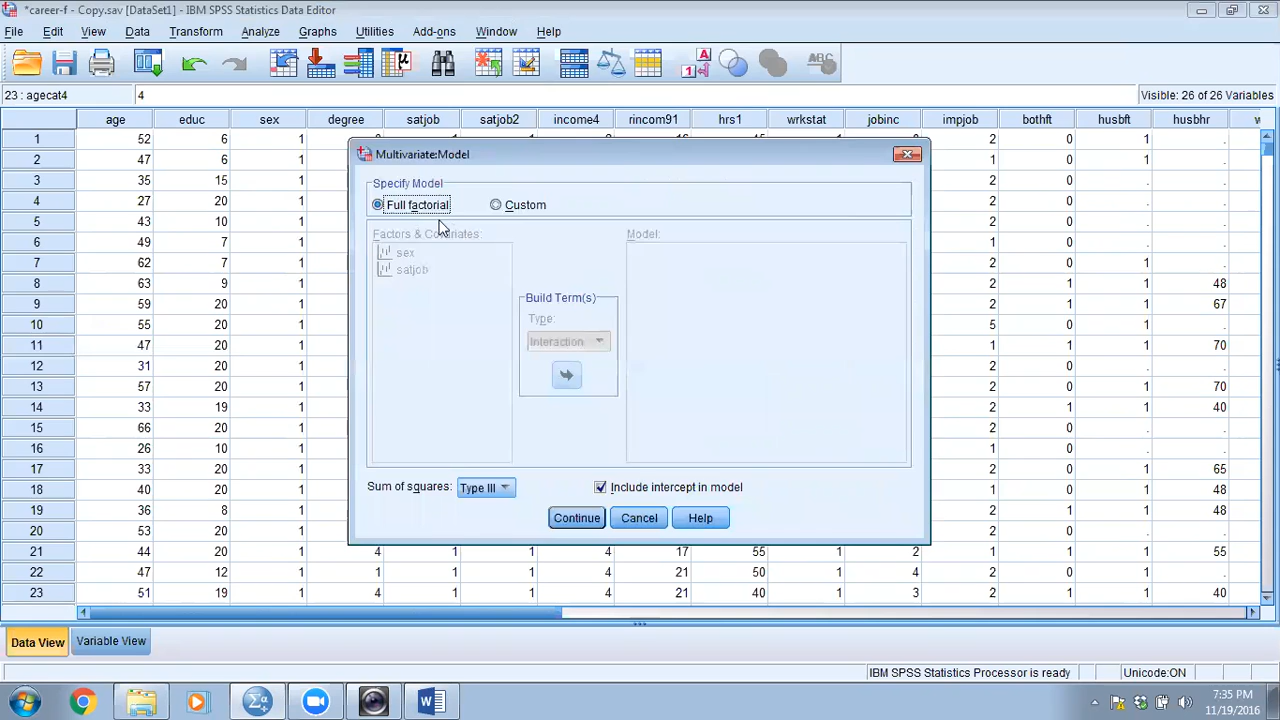 *career-f - Copy.sav [DataSet1] - IBM SPSS Statistics Data Editor
File Edit View Data Transform Analyze Graphs Utilities Add-ons Window Help
23 : agecat4 4 Visible: 26 of 26 Variables
age educ sex degree satjob satjob2 income4 rincom91 hrs1 wrkstat jobinc impjob bothft husbft husbhr
1 52 6 1 2 0 1 .
2 47 6 1 1 0 1 .
3 35 15 1 2 . . .
4 27 20 1 2 . . .
5 43 10 1 2 0 . .
6 49 7 1 1 0 . .
7 62 7 1 2 0 1 .
8 63 9 1 2 1 1 48
9 59 20 1 2 1 1 67
10 55 20 1 5 0 1 .
11 47 20 1 1 1 1 70
12 31 20 1 2 . . .
13 57 20 1 2 1 1 70
14 33 19 1 2 1 1 40
15 66 20 1 2 0 . .
16 26 10 1 1 0 . .
17 33 20 1 2 1 1 65
18 40 20 1 1 1 1 48
19 36 8 1 2 1 1 48
20 53 20 1 2 0 . .
21 44 20 1 4 1 1 4 17 55 1 2 1 1 1 55
22 47 12 1 1 1 1 4 21 50 1 4 2 0 1 .
23 51 19 1 4 1 1 4 21 40 1 3 2 1 1 40
Multivariate:Model
Specify Model
Full factorial Custom
Factors & Covariates: Model:
sex
satjob
Build Term(s)
Type:
Interaction
Sum of squares: Type III Include intercept in model
Continue Cancel Help
Data View Variable View
IBM SPSS Statistics Processor is ready Unicode:ON
7:35 PM
11/19/2016